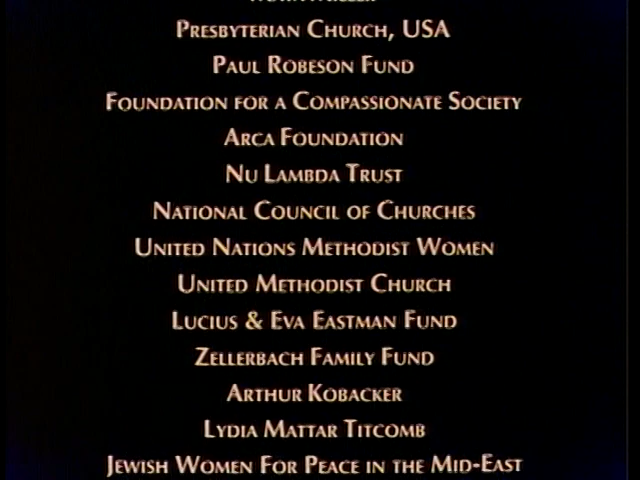 Presbyterian Church, USA
Paul Robeson Fund
Foundation for a Compassionate Society
Arca Foundation
Nu Lambda Trust
National Council of Churches
United Nations Methodist Women
United Methodist Church
Lucius & Eva Eastman Fund
Zellerbach Family Fund
Arthur Kobacker
Lydia Mattar Titcomb
Jewish Women For Peace in the Mid-East